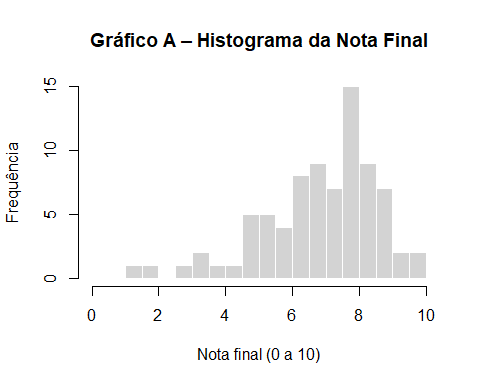 Gráfico A – Histograma da Nota Final
Frequência
15
10
5
0
0 2 4 6 8 10
Nota final (0 a 10)